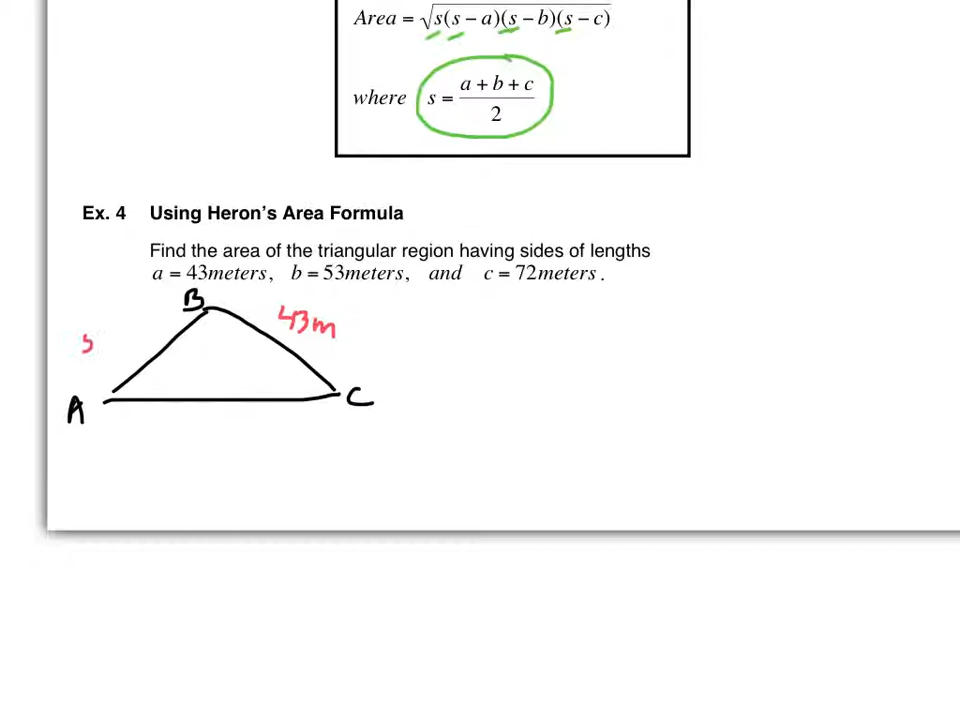 Area = √s(s − a)(s − b)(s − c)
where s = a + b + c / 2
Ex. 4 Using Heron's Area Formula
Find the area of the triangular region having sides of lengths
a = 43meters, b = 53meters, and c = 72meters.
B
43m
5
A
C